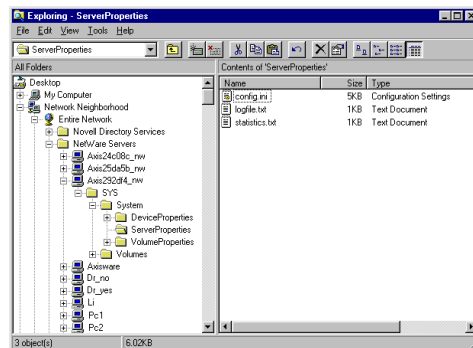 Exploring - ServerProperties
File Edit View Tools Help
ServerProperties
All Folders
Contents of 'ServerProperties'
Desktop
My Computer
Network Neighborhood
Entire Network
Novell Directory Services
NetWare Servers
Axis24c08c_nw
Axis25da5b_nw
Axis292df4_nw
SYS
System
DeviceProperties
ServerProperties
VolumeProperties
Volumes
Axisware
Dr_no
Dr_yes
Li
Pc1
Pc2
Name Size Type
config.ini 5KB Configuration Settings
logfile.txt 1KB Text Document
statistics.txt 1KB Text Document
3 object(s) 6.02KB